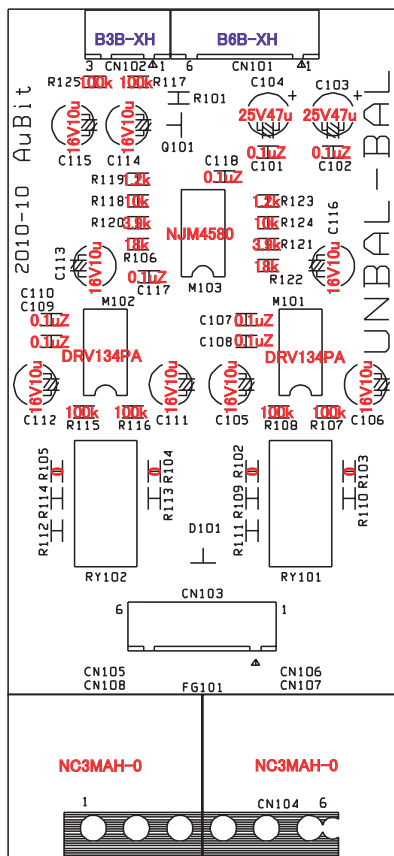 B3B-XH B6B-XH
3 CN102 1 6 CN101 1
R125 100k 100k R117 C104 C103
R101
16V10u 16V10u 25V47u + 25V47u +
Q101
C115 C114 C101 0.1uZ C102 0.1uZ
2010-10 AuBit
UNBAL-BAL
C118
0.1uZ
R119 1.2k 1.2k R123
R118 10k 10k R124
R120 3.9k 3.9k R121
18k 18k
R106 R122
NJM4580
M103
C113 16V10u
C116 16V10u
0.1uZ
C117
C110
C109
0.1uZ
0.1uZ
M102
DRV134PA
C107 0.1uZ
C108 0.1uZ
M101
DRV134PA
16V10u 16V10u 16V10u 16V10u
C112 C111 C105 C106
100k 100k 100k 100k
R115 R116 R108 R107
R105 0 0 R104 R102 0 0 R103
R114 R113 R109 R110
R112 R111
D101
RY102 RY101
CN103
6 1
CN105 CN106
CN108 CN107
FG101
NC3MAH-0 NC3MAH-0
1 CN104 6